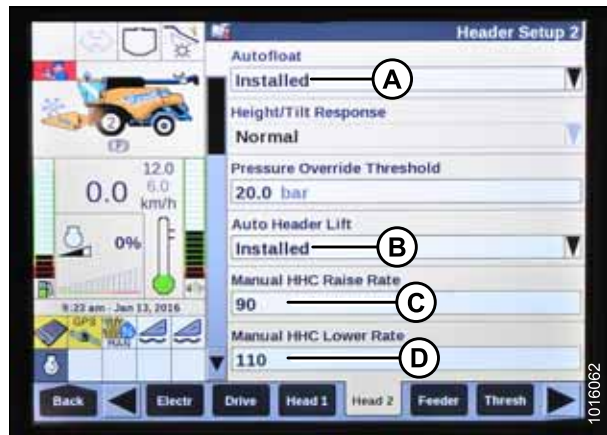 Header Setup 2
Autofloat
Installed
A
Height/Tilt Response
Normal
Pressure Override Threshold
20.0 bar
Auto Header Lift
Installed
B
Manual HHC Raise Rate
90
C
Manual HHC Lower Rate
110
D
2
(P)
12.0
0.0 6.0
km/h
0%
9:23 am - Jan 13, 2016
GPS
MAN
Back Electr Drive Head 1 Head 2 Feeder Thresh
1016062